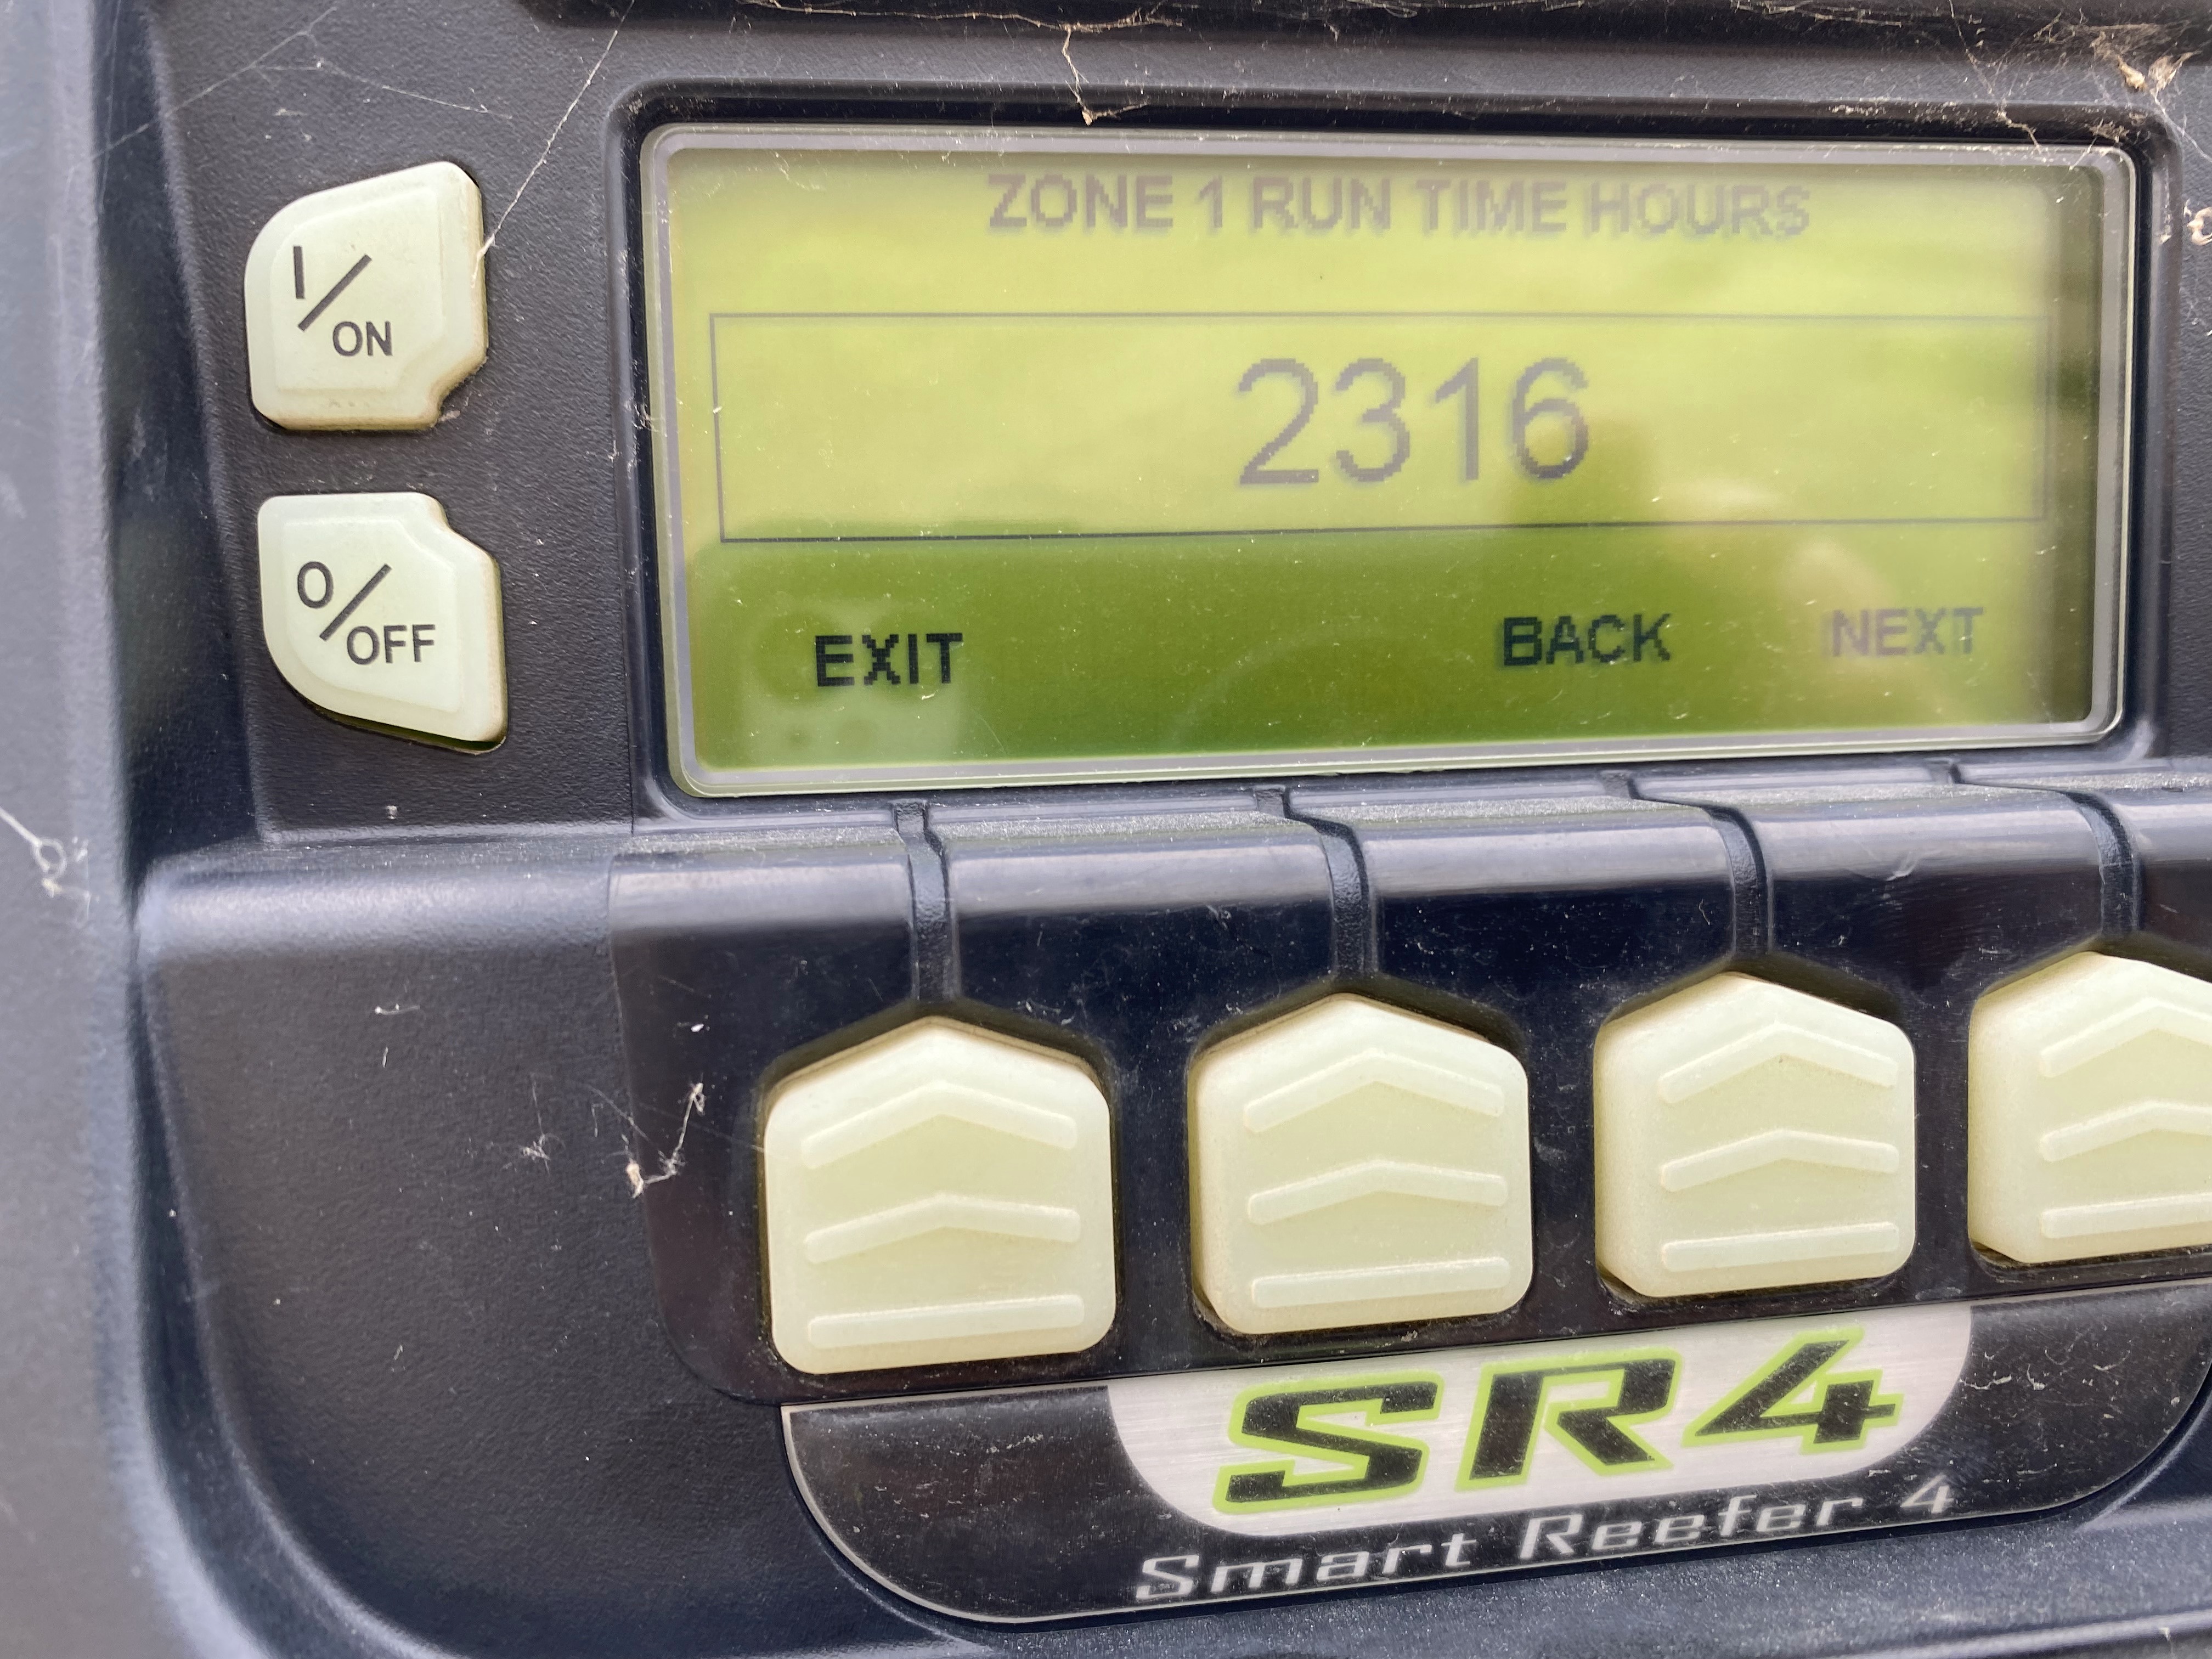 ZONE 1 RUN TIME HOURS
I/ON
2316
O/OFF
EXIT BACK NEXT
SR4
Smart Reefer 4